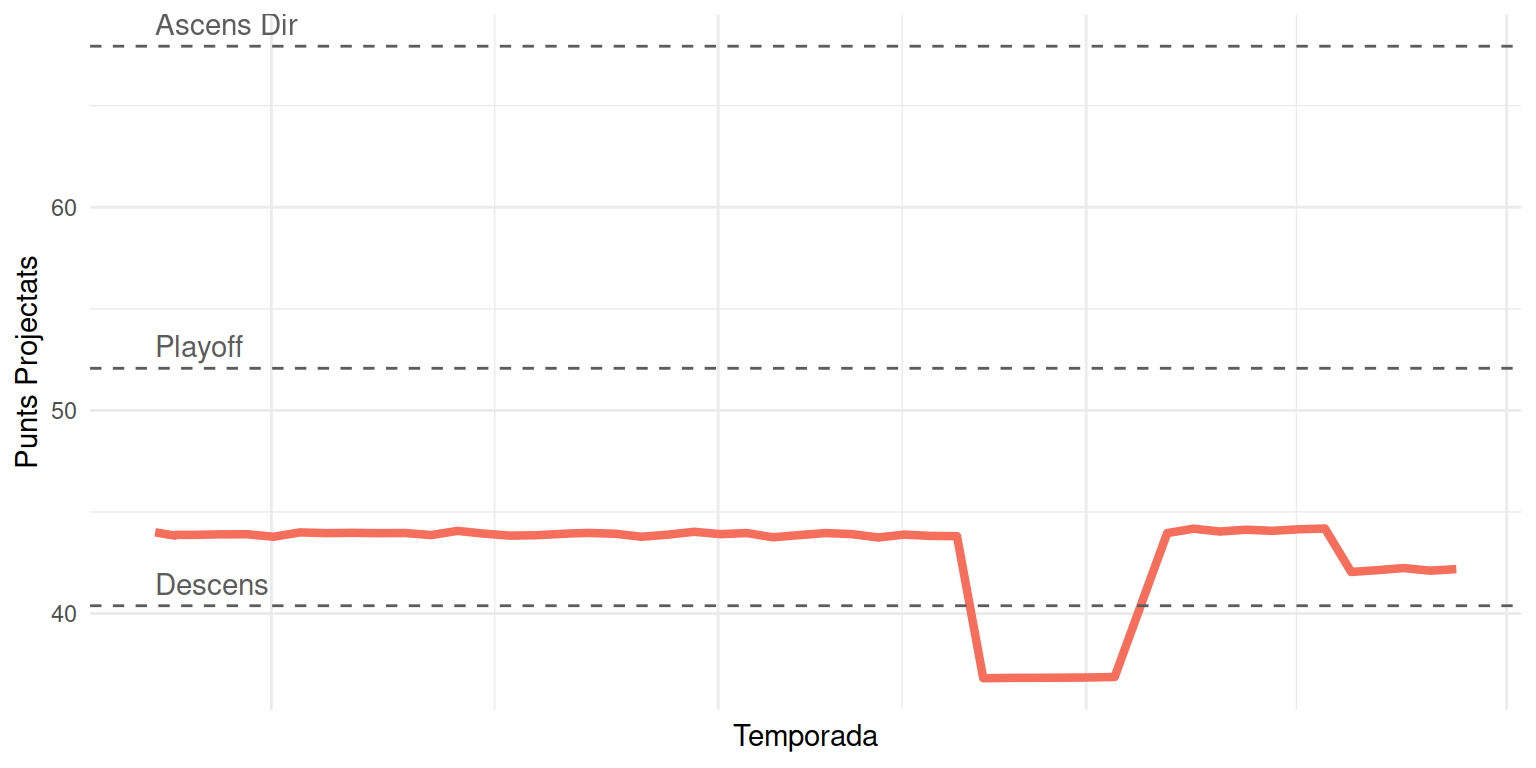 Ascens Dir
60
Playoff
50
Descens
40
Punts Projectats
Temporada